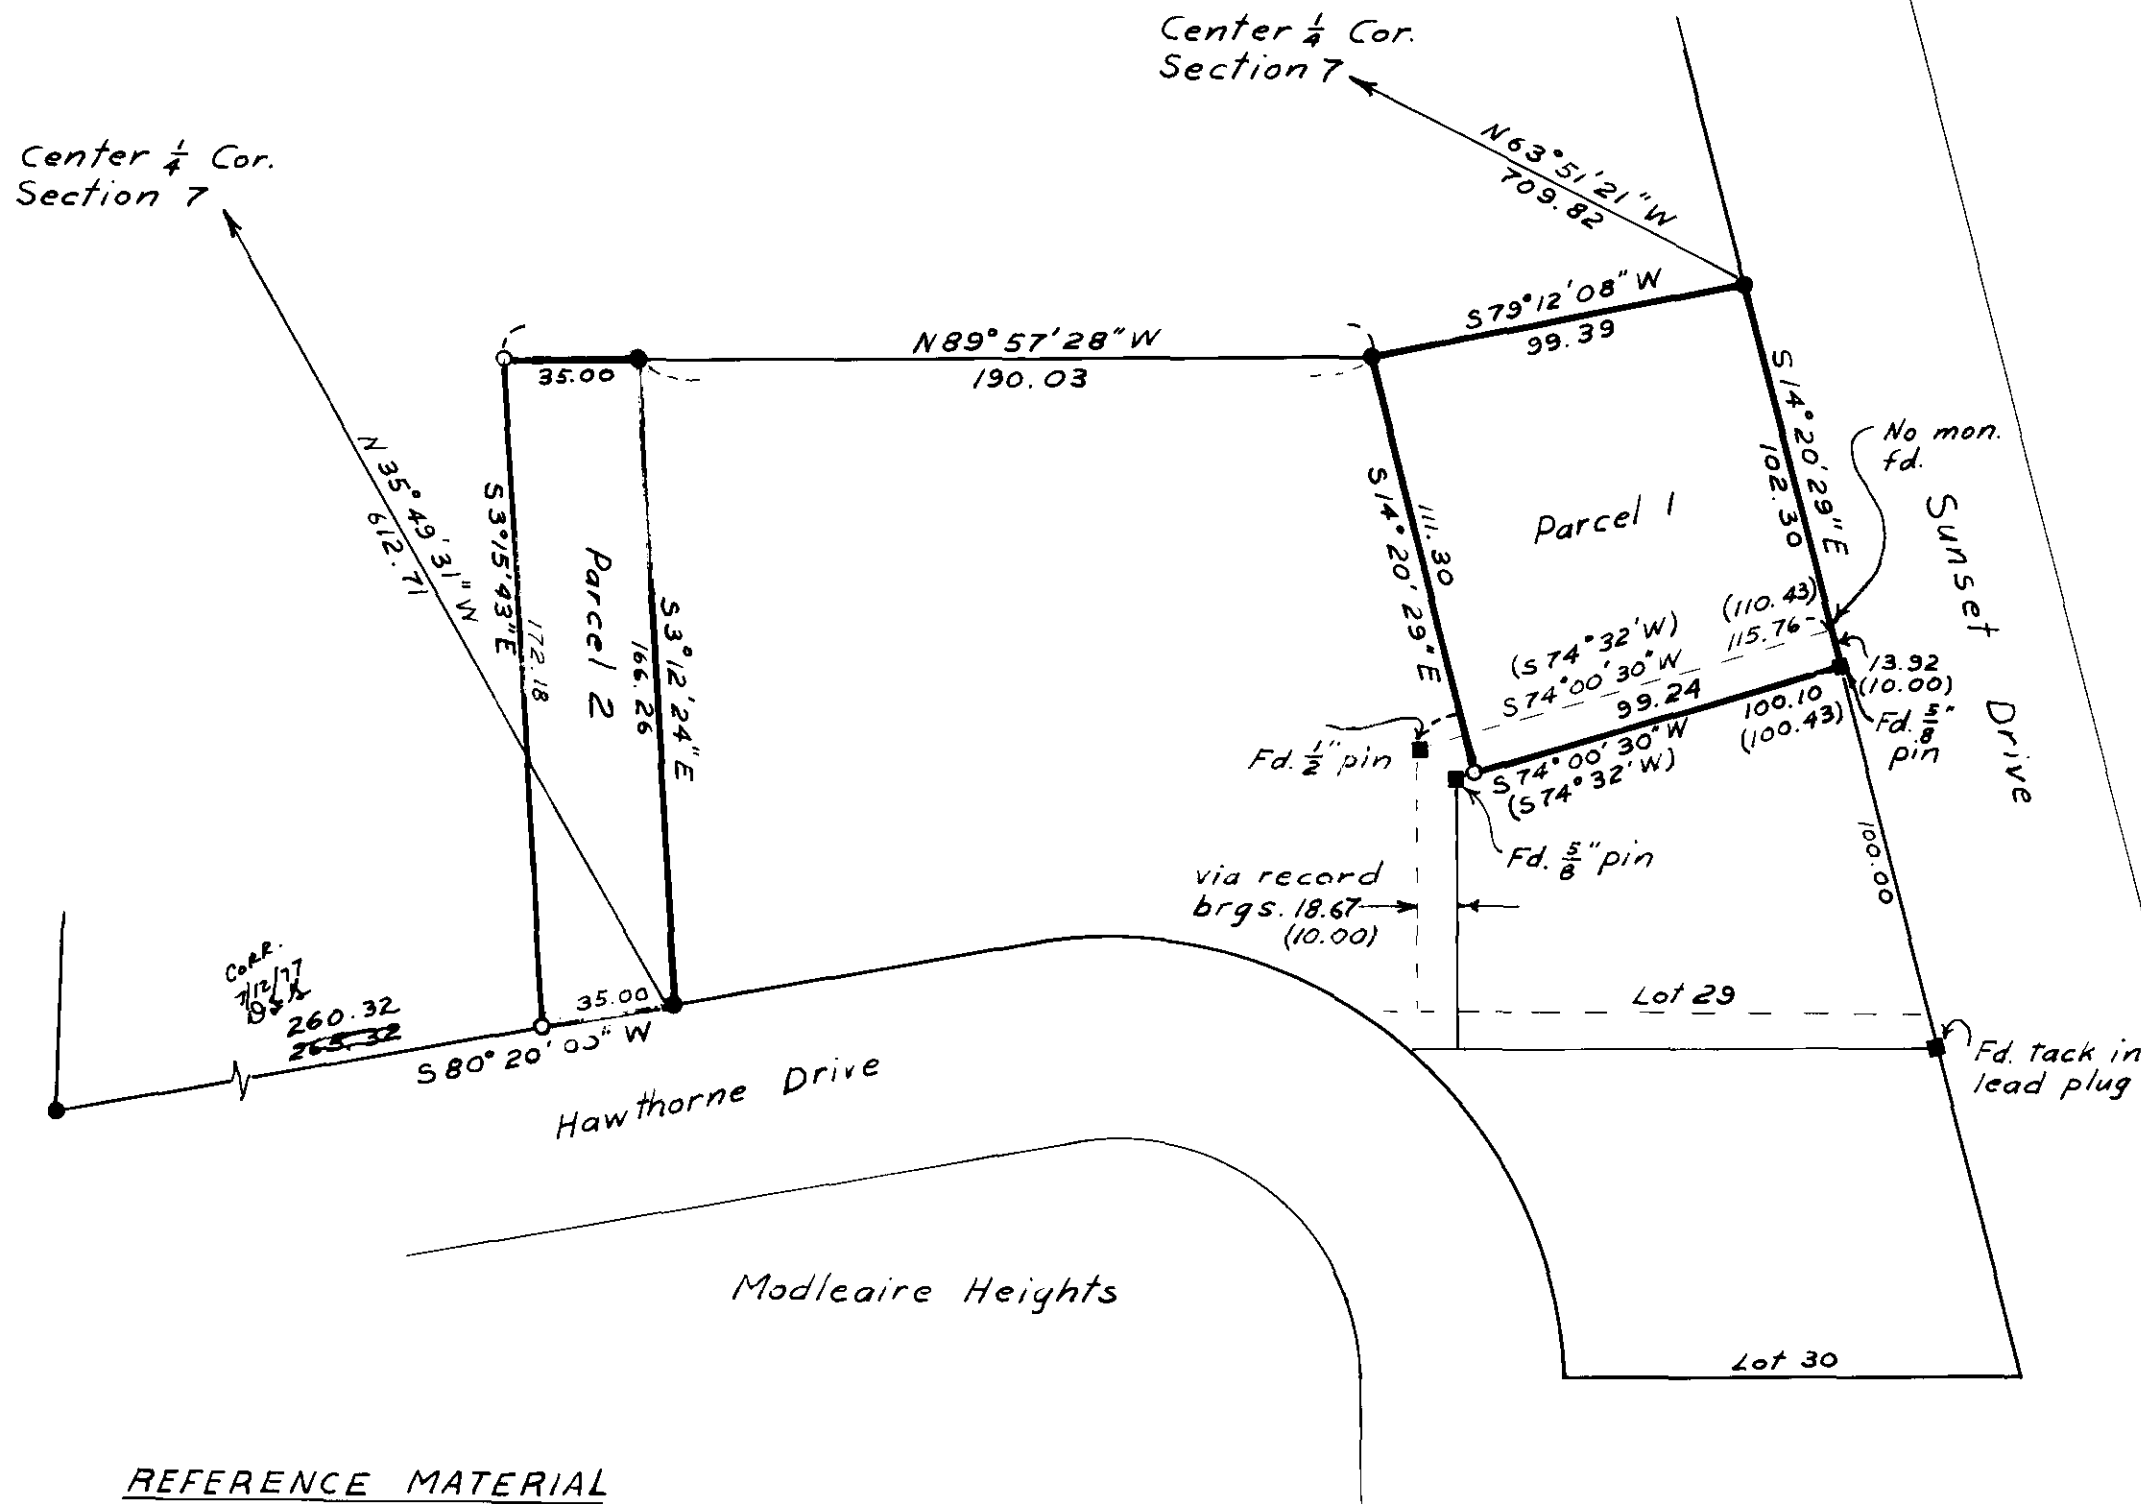 Center 1/4 Cor.
Section 7
Center 1/4 Cor.
Section 7
N63°51'21"W
709.82
S79°12'08"W
99.39
N89°57'28"W
190.03
35.00
S14°20'29"E
102.30
No mon.
fd.
Sunset Drive
N35°49'31"W
612.71
S3°15'43"E
172.18
Parcel 2
S3°12'24"E
166.26
S14°20'29"E
111.30
Parcel 1
(110.43)
115.76
(S74°32'W)
S74°00'30"W
99.24
100.10
(100.43)
S74°00'30"W
(S74°32'W)
13.92
(10.00)
Fd. 5/8"
pin
Fd. 1/2" pin
Fd. 5/8" pin
100.00
via record
brgs. 18.67
(10.00)
Lot 29
Fd. tack in
lead plug
CORR.
7/12/77
260.32
265.32
35.00
S80°20'00"W
Hawthorne Drive
Modleaire Heights
Lot 30
REFERENCE MATERIAL